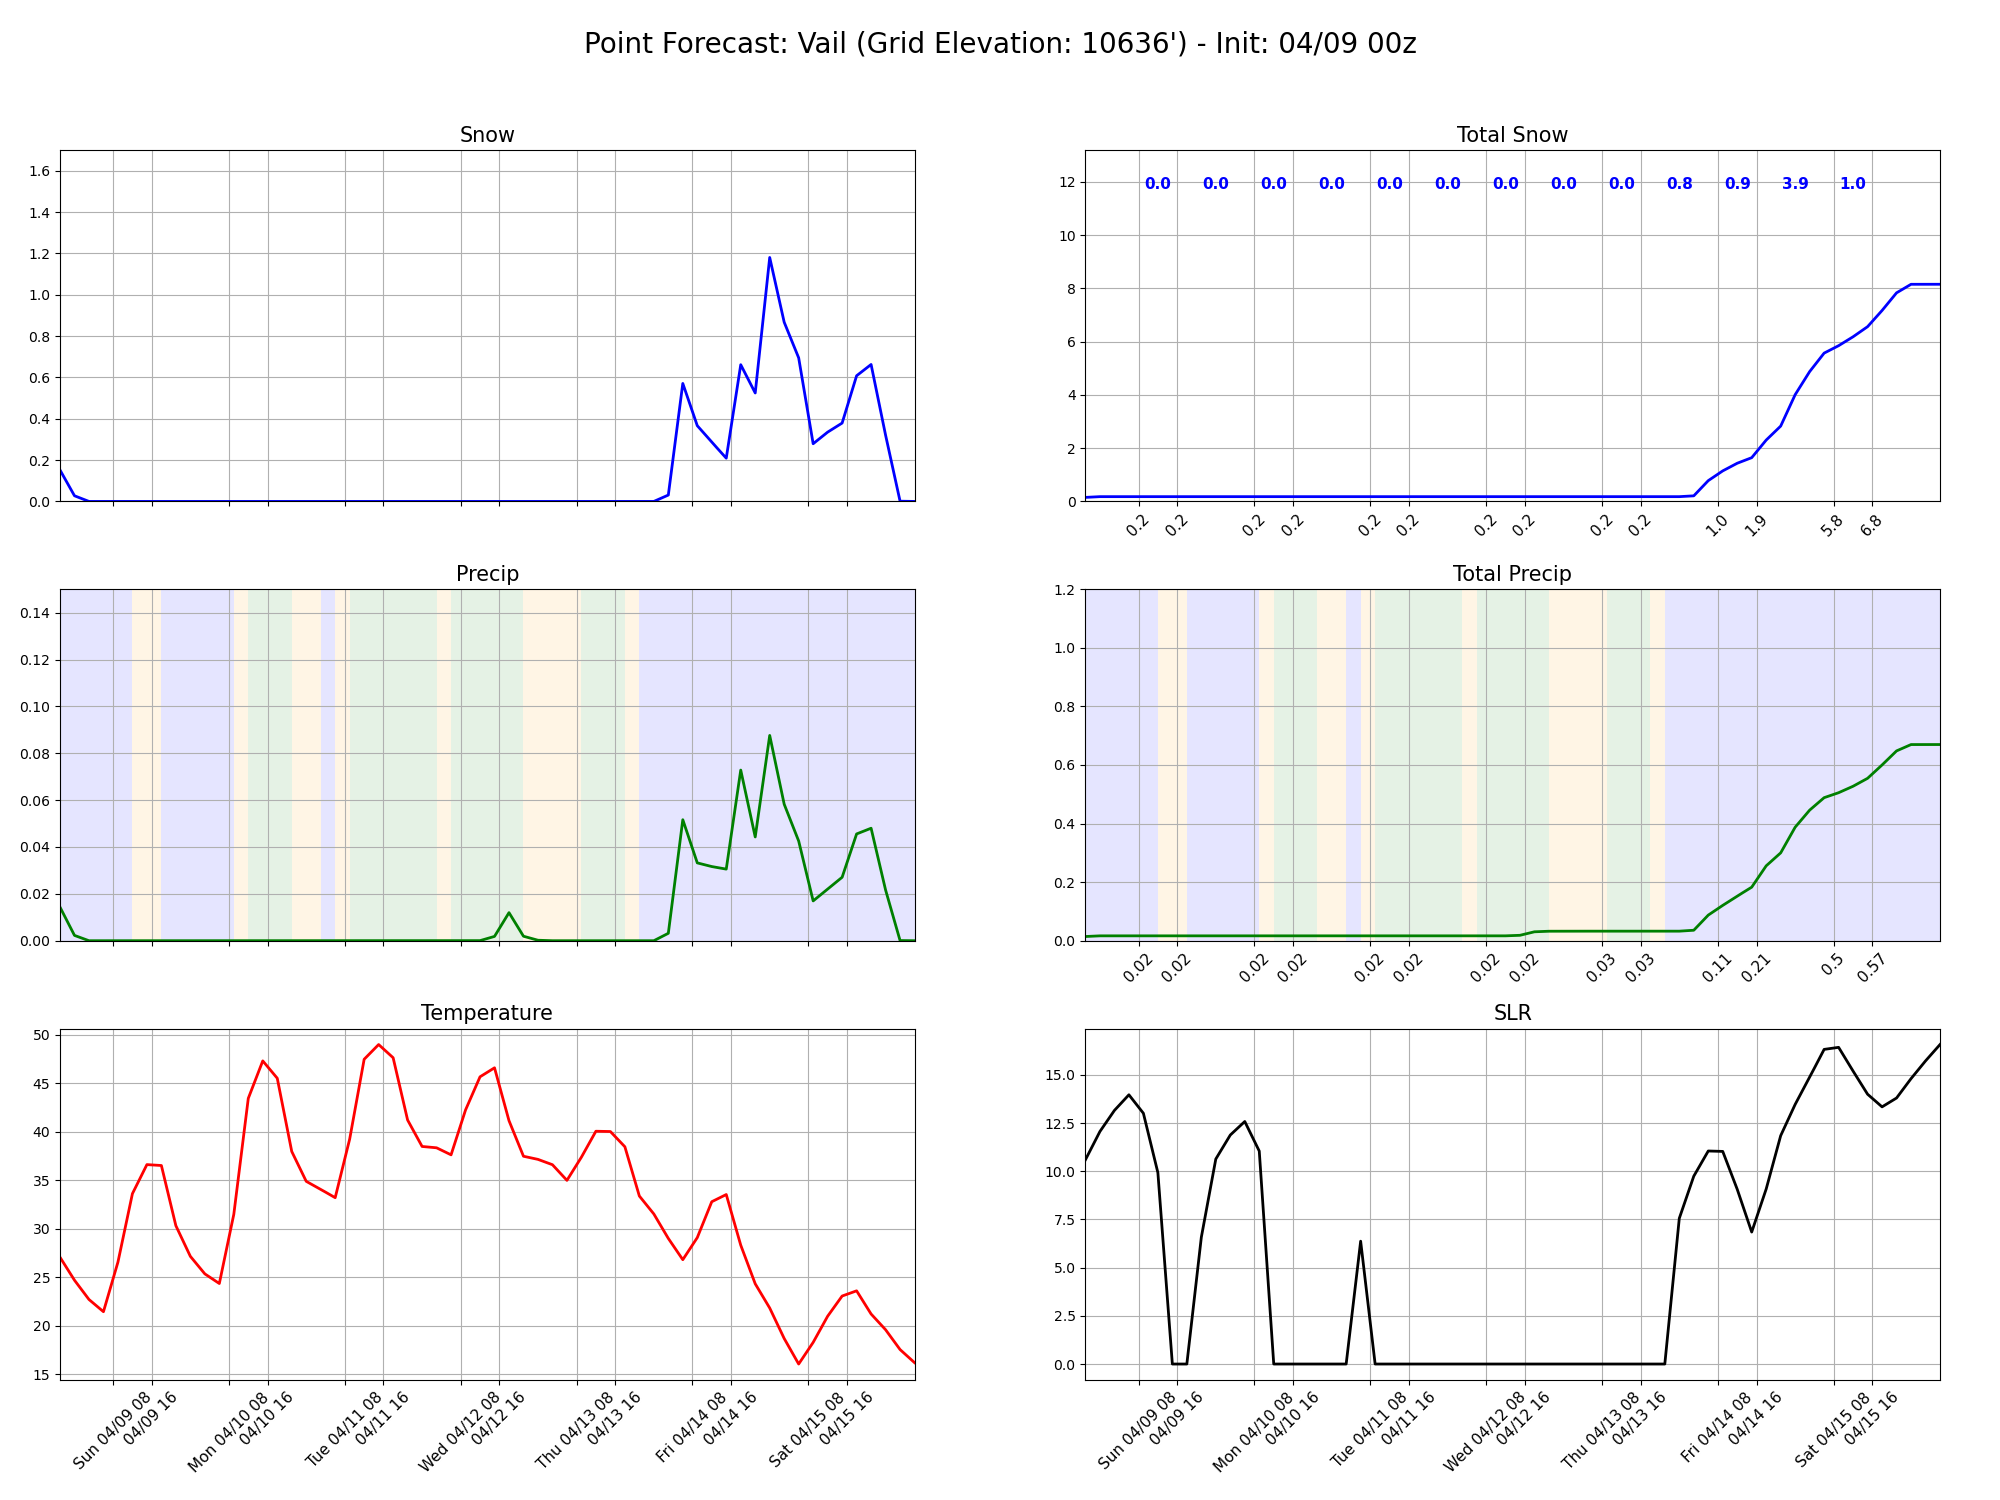 Point Forecast: Vail (Grid Elevation: 10636') - Init: 04/09 00z
Snow
1.6
1.4
1.2
1.0
0.8
0.6
0.4
0.2
0.0
Total Snow
0.0 0.0 0.0 0.0 0.0 0.0 0.0 0.0 0.0 0.8 0.9 3.9 1.0
12
10
8
6
4
2
0
0.2 0.2 0.2 0.2 0.2 0.2 0.2 0.2 0.2 0.2 1.0 1.9 5.8 6.8
Precip
0.14
0.12
0.10
0.08
0.06
0.04
0.02
0.00
Total Precip
1.2
1.0
0.8
0.6
0.4
0.2
0.0
0.02 0.02 0.02 0.02 0.02 0.02 0.02 0.02 0.03 0.03 0.11 0.21 0.5 0.57
Temperature
50
45
40
35
30
25
20
15
Sun 04/09 08
04/09 16
Mon 04/10 08
04/10 16
Tue 04/11 08
04/11 16
Wed 04/12 08
04/12 16
Thu 04/13 08
04/13 16
Fri 04/14 08
04/14 16
Sat 04/15 08
04/15 16
SLR
15.0
12.5
10.0
7.5
5.0
2.5
0.0
Sun 04/09 08
04/09 16
Mon 04/10 08
04/10 16
Tue 04/11 08
04/11 16
Wed 04/12 08
04/12 16
Thu 04/13 08
04/13 16
Fri 04/14 08
04/14 16
Sat 04/15 08
04/15 16